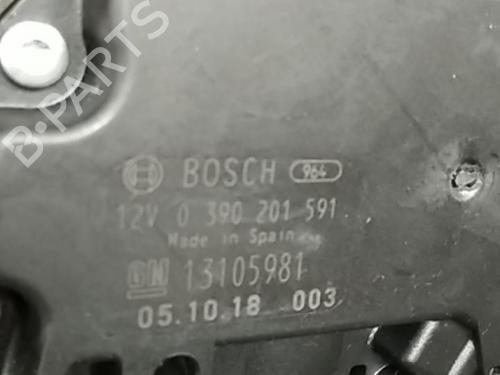 B-PARTS
BOSCH 964
12V 0 390 201 591
Made in Spain
GM 13105981
05.10.18 003